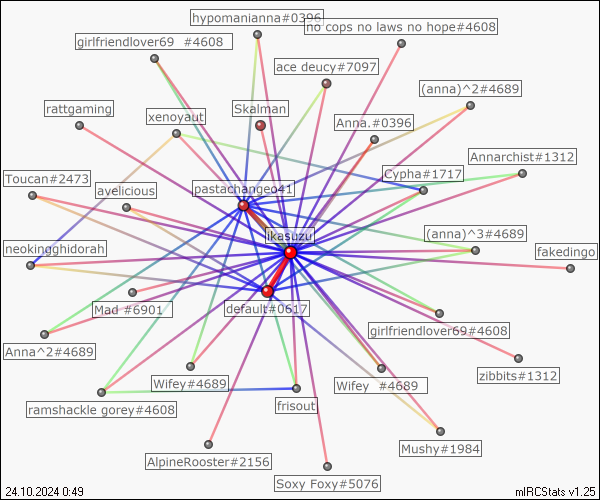 hypomanianna#0396
no cops no laws no hope#4608
girlfriendlover69 #4608
ace deucy#7097
(anna)^2#4689
rattgaming
xenoyaut
Skalman
Anna.#0396
Annarchist#1312
Toucan#2473
avelicious
pastachangeo41
Cypha#1717
ikasuzu
(anna)^3#4689
neokingghidorah
fakedingo
Mad #6901
default#0617
girlfriendlover69#4608
Anna^2#4689
zibbits#1312
Wifey#4689
Wifey #4689
ramshackle gorey#4608
frisout
Mushy#1984
AlpineRooster#2156
Soxy Foxy#5076
24.10.2024 0:49
mIRCStats v1.25